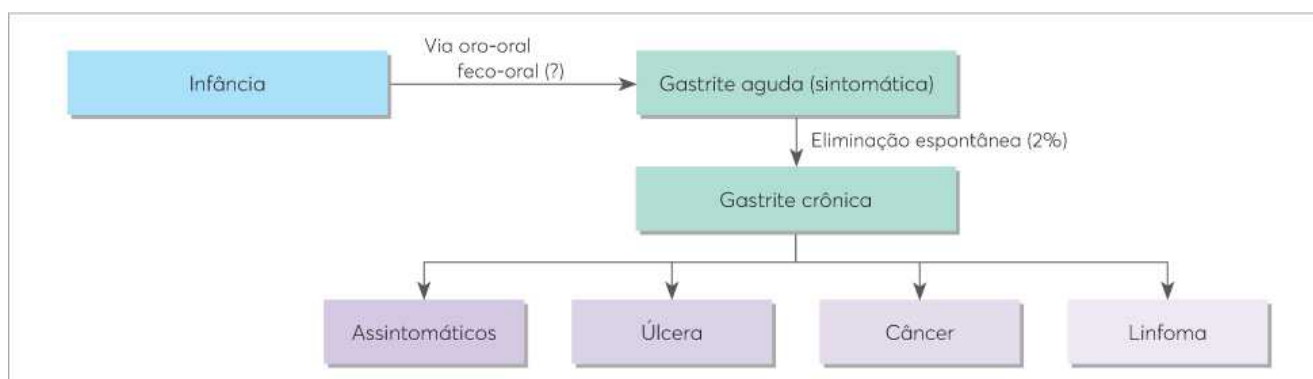 Via oro-oral
feco-oral (?)
Infância
Gastrite aguda (sintomática)
Eliminação espontânea (2%)
Gastrite crônica
Assintomáticos
Úlcera
Câncer
Linfoma